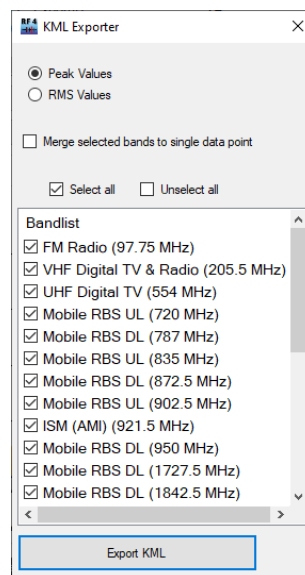 RF4 KML Exporter
Peak Values
RMS Values
Merge selected bands to single data point
Select all Unselect all
Bandlist
FM Radio (97.75 MHz)
VHF Digital TV & Radio (205.5 MHz)
UHF Digital TV (554 MHz)
Mobile RBS UL (720 MHz)
Mobile RBS DL (787 MHz)
Mobile RBS UL (835 MHz)
Mobile RBS DL (872.5 MHz)
Mobile RBS UL (902.5 MHz)
ISM (AMI) (921.5 MHz)
Mobile RBS DL (950 MHz)
Mobile RBS DL (1727.5 MHz)
Mobile RBS DL (1842.5 MHz)
Export KML